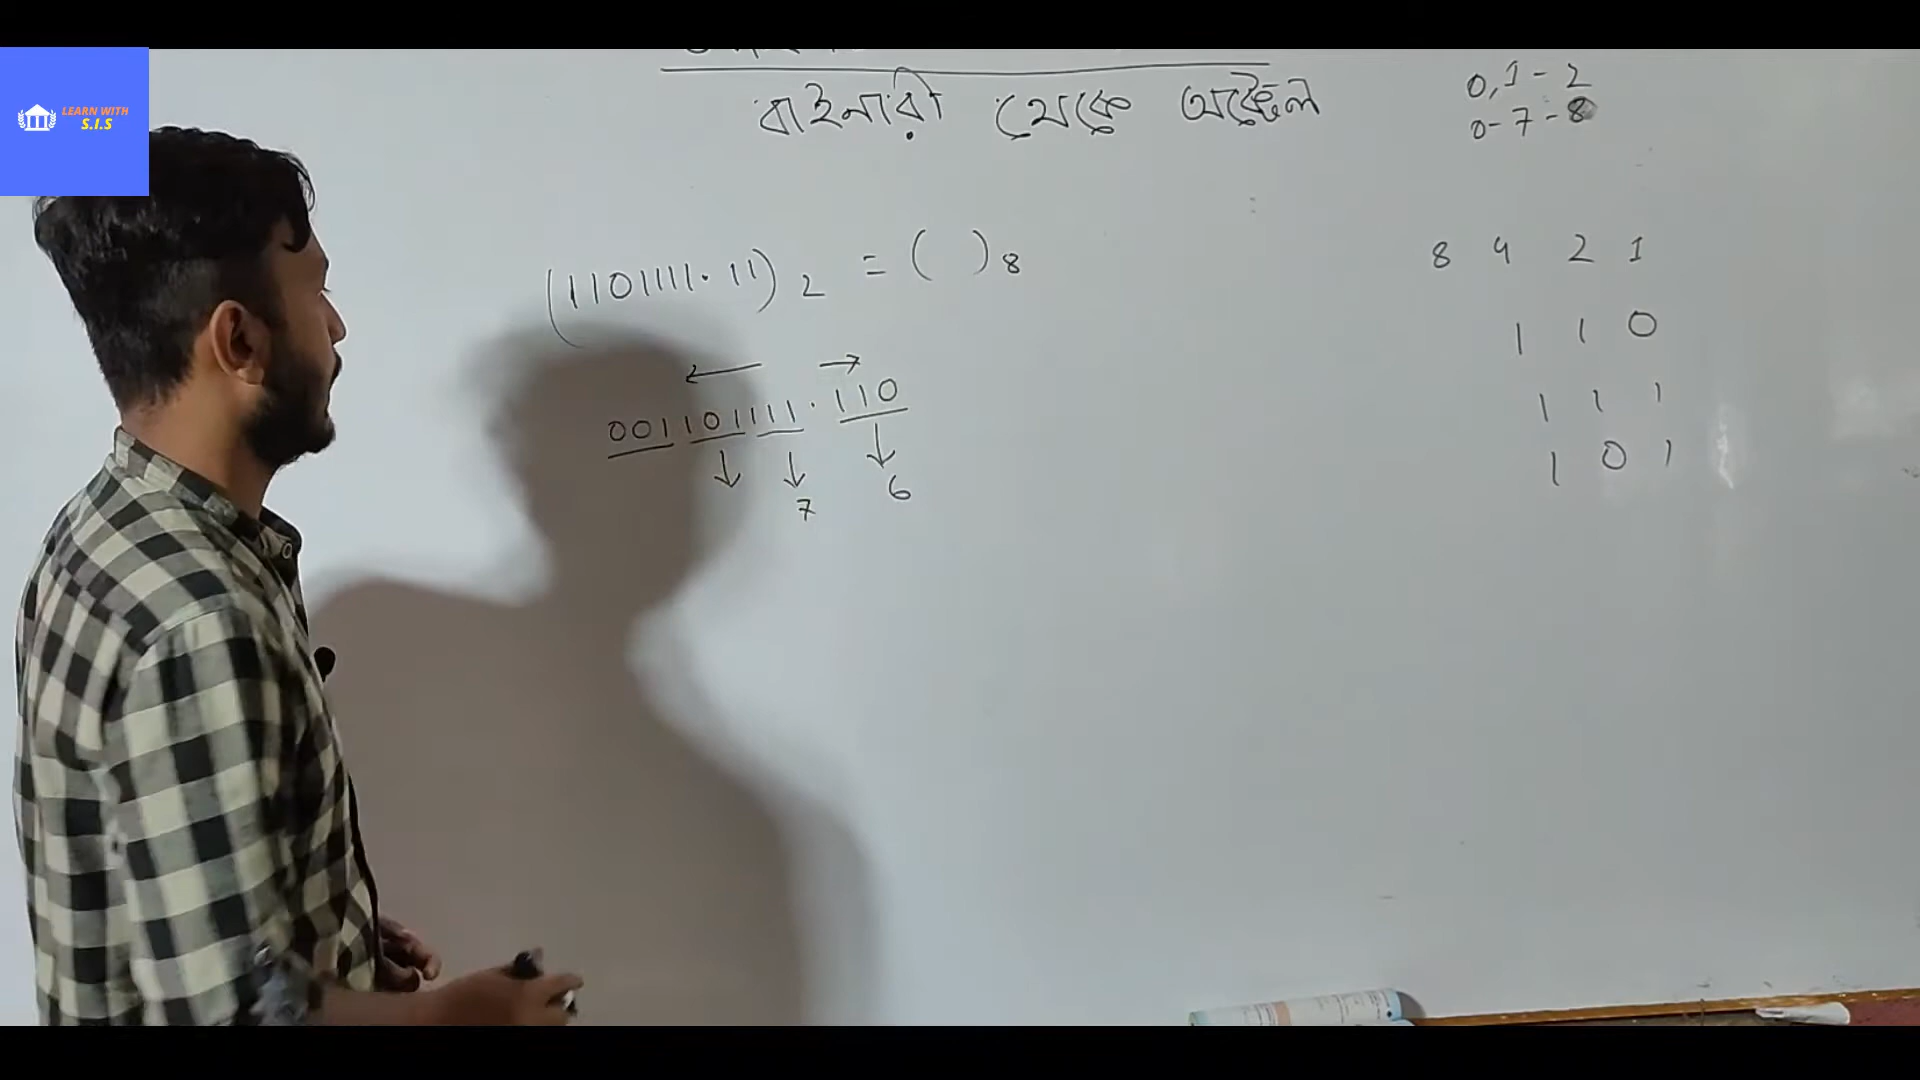 LEARN WITH
S.I.S
বাইনারী থেকে অক্টাল
0,1 - 2
0 - 7 - 8
(1101111.11)2 = ( )8
← →
001101111.110
↓ ↓ ↓
7 6
8 4 2 1
1 1 0
1 1 1
1 0 1